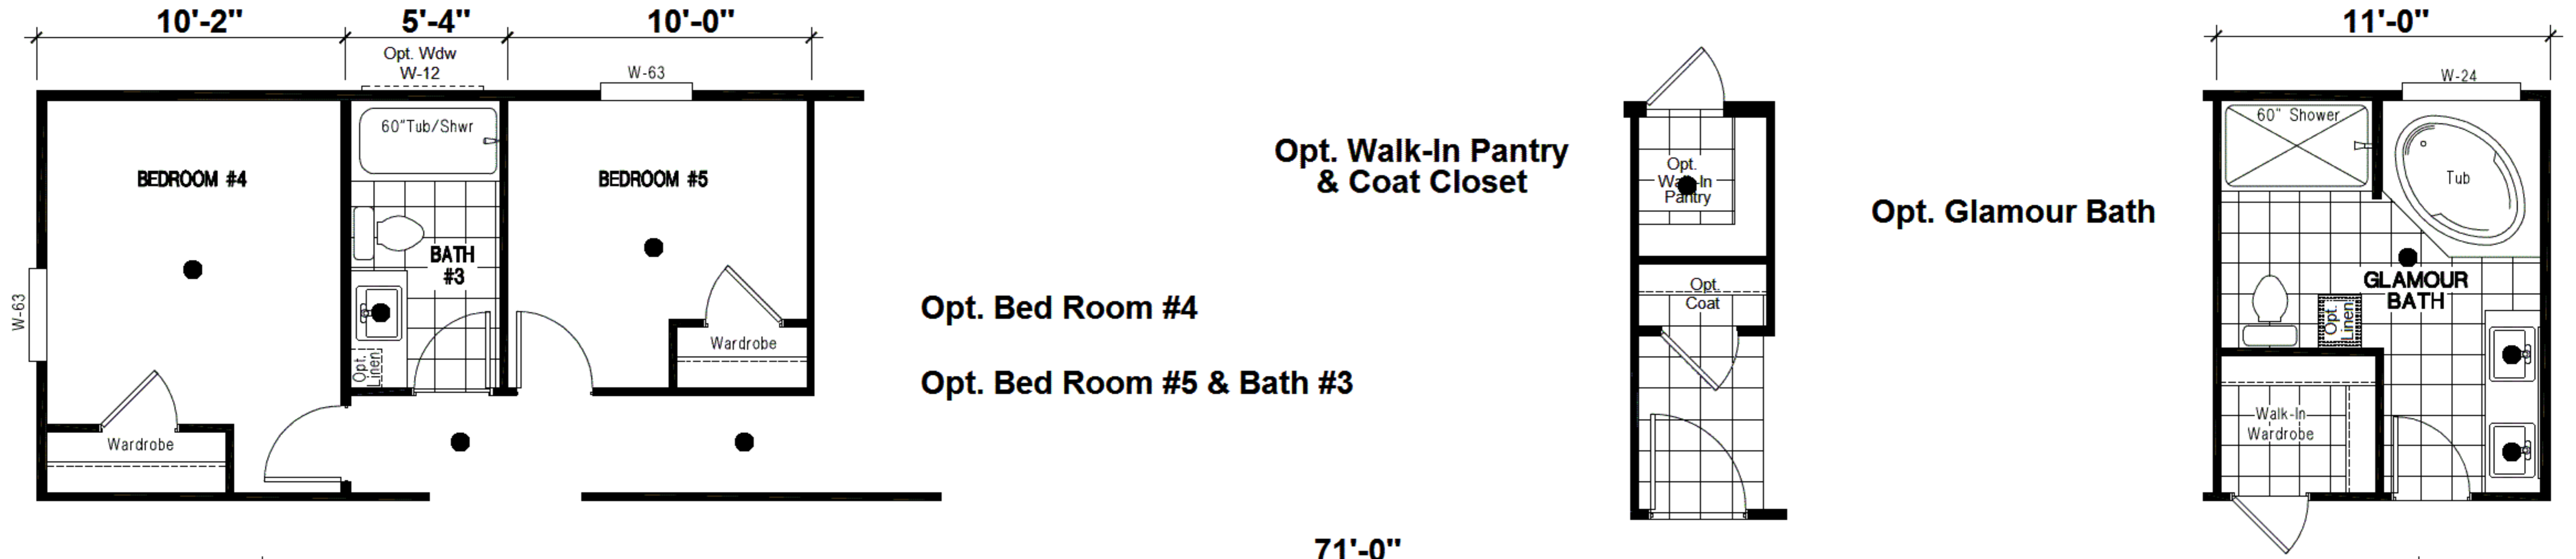 10'-2"
5'-4"
10'-0"
11'-0"
Opt. Wdw
W-12
W-63
W-24
60"Tub/Shwr
60" Shower
BEDROOM #4
BEDROOM #5
Opt. Walk-In Pantry
& Coat Closet
Opt.
Walk-In
Pantry
Tub
Opt. Glamour Bath
BATH
#3
GLAMOUR
BATH
Opt.
Coat
W-63
Opt. Bed Room #4
Opt.
Linen
Wardrobe
Opt.
Linen
Opt. Bed Room #5 & Bath #3
Wardrobe
Walk-In
Wardrobe
71'-0"